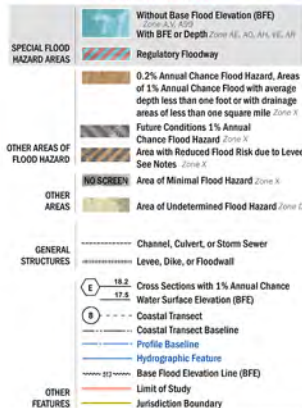 Without Base Flood Elevation (BFE)
Zone A,V, A99
With BFE or Depth Zone AE, AO, AH, VE, AR
SPECIAL FLOOD
HAZARD AREAS
Regulatory Floodway
0.2% Annual Chance Flood Hazard, Areas
of 1% Annual Chance Flood with average
depth less than one foot or with drainage
areas of less than one square mile Zone X
Future Conditions 1% Annual
Chance Flood Hazard Zone X
OTHER AREAS OF
FLOOD HAZARD
Area with Reduced Flood Risk due to Levee
See Notes Zone X
NO SCREEN Area of Minimal Flood Hazard Zone X
OTHER
AREAS
Area of Undetermined Flood Hazard Zone D
GENERAL
STRUCTURES
Channel, Culvert, or Storm Sewer
Levee, Dike, or Floodwall
E 18.2 Cross Sections with 1% Annual Chance
17.5 Water Surface Elevation (BFE)
8 Coastal Transect
Coastal Transect Baseline
Profile Baseline
Hydrographic Feature
Base Flood Elevation Line (BFE)
OTHER
FEATURES
Limit of Study
Jurisdiction Boundary